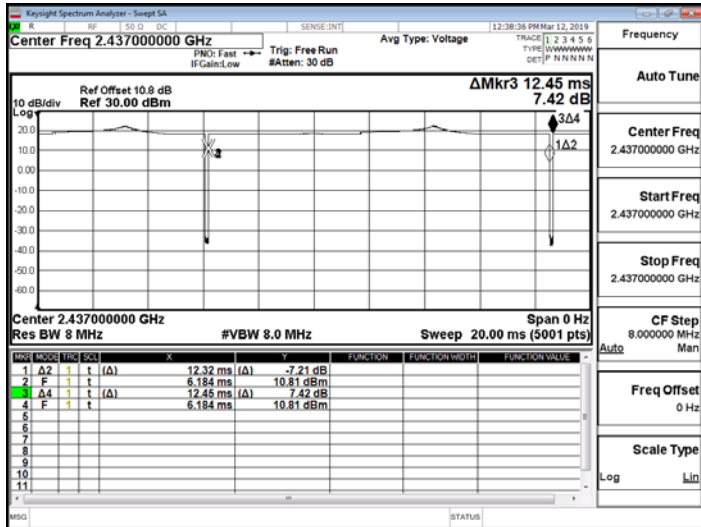 Keysight Spectrum Analyzer - Swept SA
R RF 50 Ω DC SENSE:INT 12:38:36 PM Mar 12, 2019
Center Freq 2.437000000 GHz
PNO: Fast
IFGain:Low
Trig: Free Run
#Atten: 30 dB
Avg Type: Voltage
TRACE 1 2 3 4 5 6
TYPE WWWWWW
DET P N N N N N
Frequency
ΔMkr3 12.45 ms
7.42 dB
Ref Offset 10.8 dB
10 dB/div Ref 30.00 dBm
Log
20.0
10.0
0.00
-10.0
-20.0
-30.0
-40.0
-50.0
-60.0
3Δ4
1Δ2
Center 2.437000000 GHz Span 0 Hz
Res BW 8 MHz #VBW 8.0 MHz Sweep 20.00 ms (5001 pts)
MKR MODE TRC SCL X Y FUNCTION FUNCTION WIDTH FUNCTION VALUE
1 Δ2 1 t (Δ) 12.32 ms (Δ) -7.21 dB
2 F 1 t 6.184 ms 10.81 dBm
3 Δ4 1 t (Δ) 12.45 ms (Δ) 7.42 dB
4 F 1 t 6.184 ms 10.81 dBm
5
6
7
8
9
10
11
MSG STATUS
Auto Tune
Center Freq
2.437000000 GHz
Start Freq
2.437000000 GHz
Stop Freq
2.437000000 GHz
CF Step
8.000000 MHz
Auto Man
Freq Offset
0 Hz
Scale Type
Log Lin